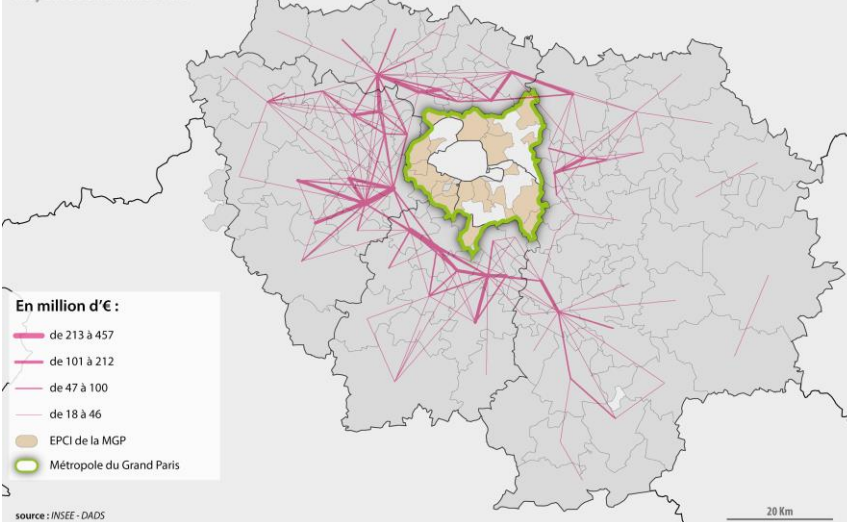 En million d'€ :
de 213 à 457
de 101 à 212
de 47 à 100
de 18 à 46
EPCI de la MGP
Métropole du Grand Paris
source : INSEE - DADS
20 Km